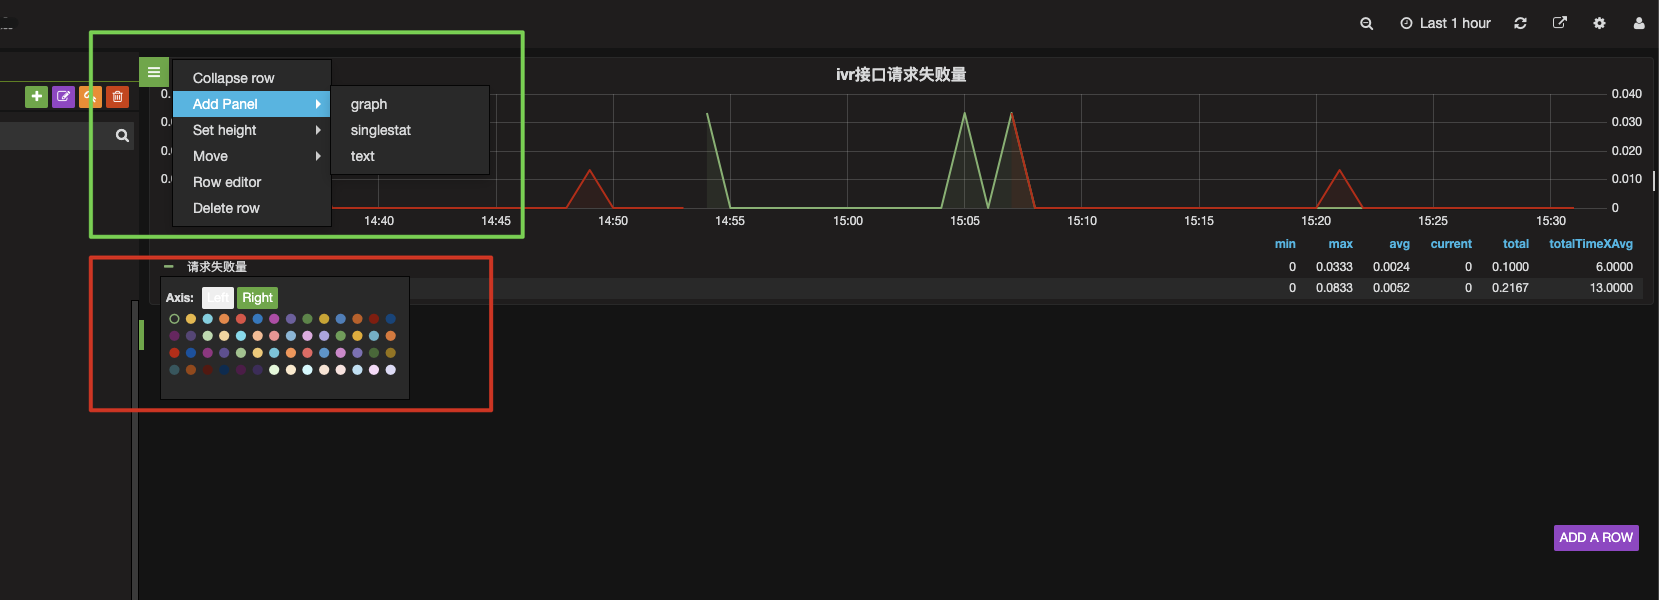 Last 1 hour
ivr接口请求失败量
Collapse row
Add Panel
Set height
Move
Row editor
Delete row
graph
singlestat
text
0.
0.0
0.0
0.0
0.040
0.030
0.020
0.010
0
14:40 14:45 14:50 14:55 15:00 15:05 15:10 15:15 15:20 15:25 15:30
min max avg current total totalTimeXAvg
请求失败量 0 0.0333 0.0024 0 0.1000 6.0000
0 0.0833 0.0052 0 0.2167 13.0000
Axis: Left Right
ADD A ROW